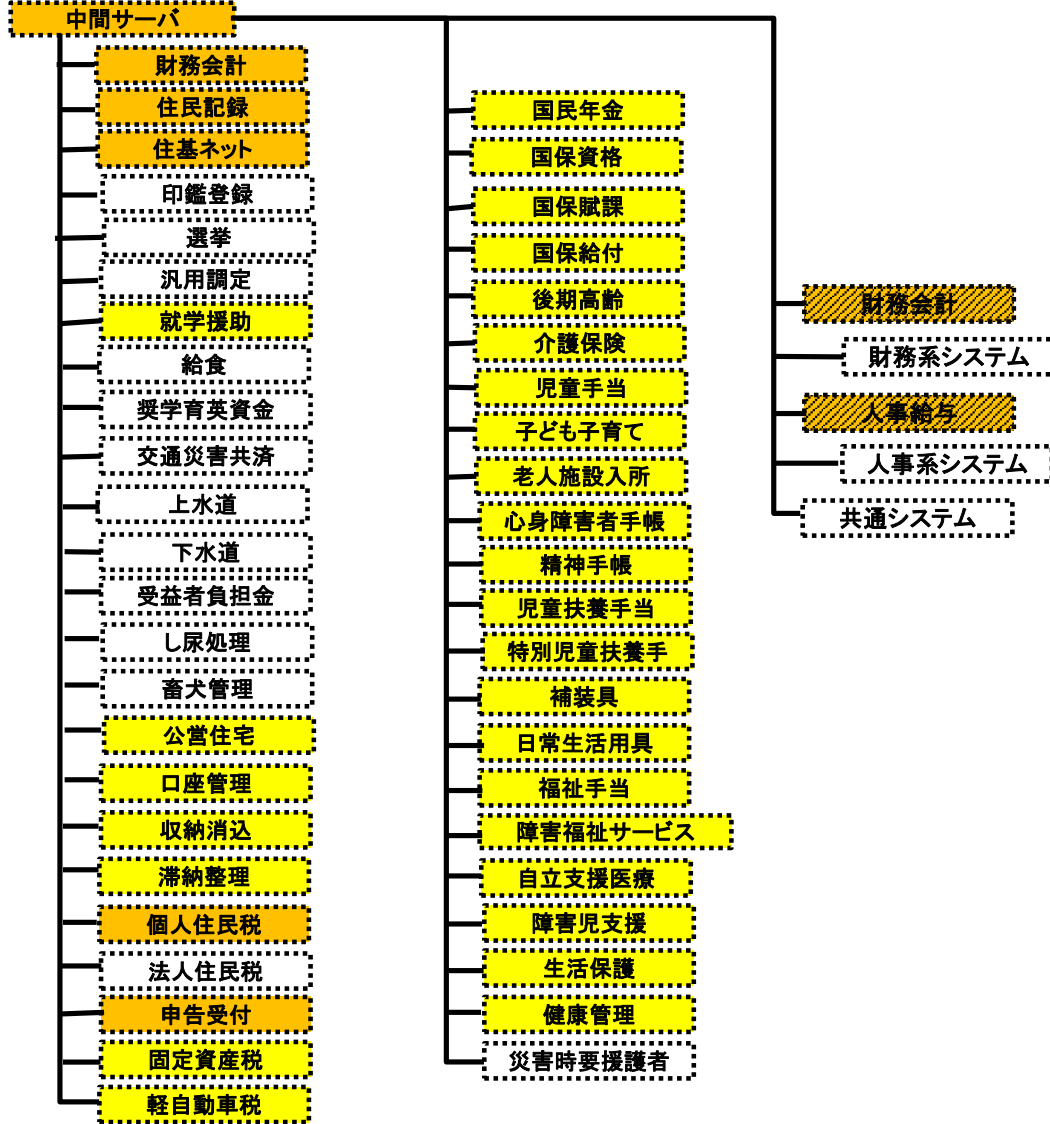 中間サーバ
財務会計
住民記録
住基ネット
印鑑登録
選挙
汎用調定
就学援助
給食
奨学育英資金
交通災害共済
上水道
下水道
受益者負担金
し尿処理
畜犬管理
公営住宅
口座管理
収納消込
滞納整理
個人住民税
法人住民税
申告受付
固定資産税
軽自動車税
国民年金
国保資格
国保賦課
国保給付
後期高齢
介護保険
児童手当
子ども子育て
老人施設入所
心身障害者手帳
精神手帳
児童扶養手当
特別児童扶養手
補装具
日常生活用具
福祉手当
障害福祉サービス
自立支援医療
障害児支援
生活保護
健康管理
災害時要援護者
財務会計
財務系システム
人事給与
人事系システム
共通システム